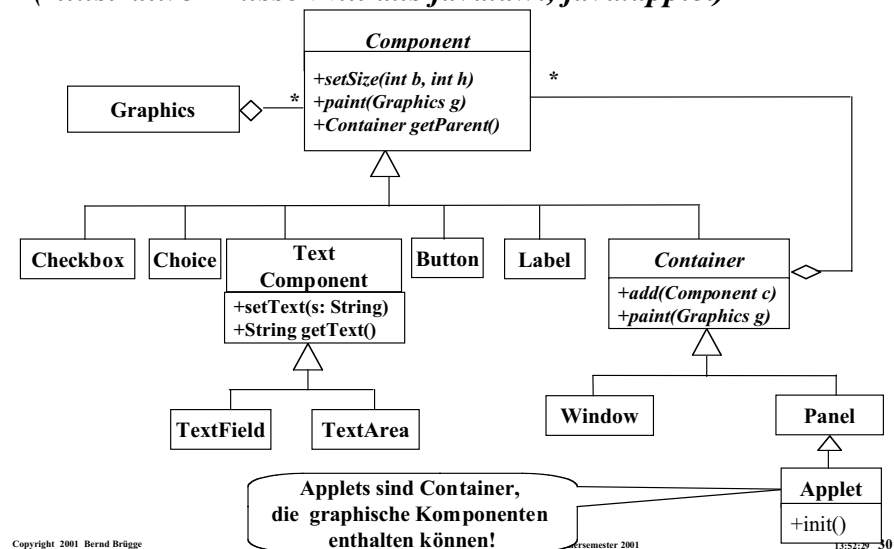 Component
+setSize(int b, int h)
+paint(Graphics g)
+Container getParent()
*
*
Graphics
Checkbox
Choice
Text
Component
+setText(s: String)
+String getText()
Button
Label
Container
+add(Component c)
+paint(Graphics g)
TextField
TextArea
Window
Panel
Applets sind Container,
die graphische Komponenten
enthalten können!
Applet
+init()
Copyright 2001 Bernd Brügge
2001
13:52:29 30